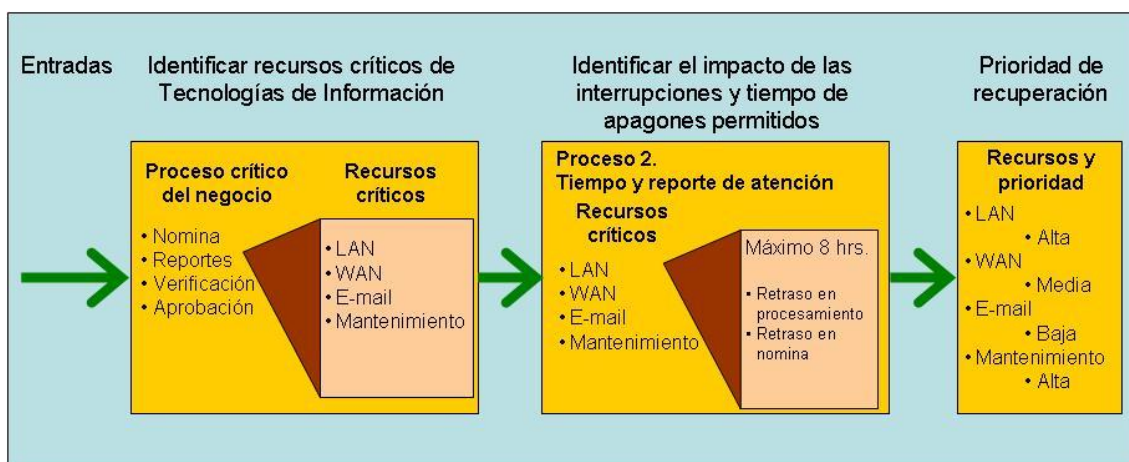 Entradas
Identificar recursos críticos de
Tecnologías de Información
Identificar el impacto de las
interrupciones y tiempo de
apagones permitidos
Prioridad de
recuperación
Proceso crítico
del negocio
• Nomina
• Reportes
• Verificación
• Aprobación
Recursos
críticos
• LAN
• WAN
• E-mail
• Mantenimiento
Proceso 2.
Tiempo y reporte de atención
Recursos
críticos
• LAN
• WAN
• E-mail
• Mantenimiento
Máximo 8 hrs.
• Retraso en
procesamiento
• Retraso en
nomina
Recursos y
prioridad
• LAN
• Alta
• WAN
• Media
• E-mail
• Baja
• Mantenimiento
• Alta